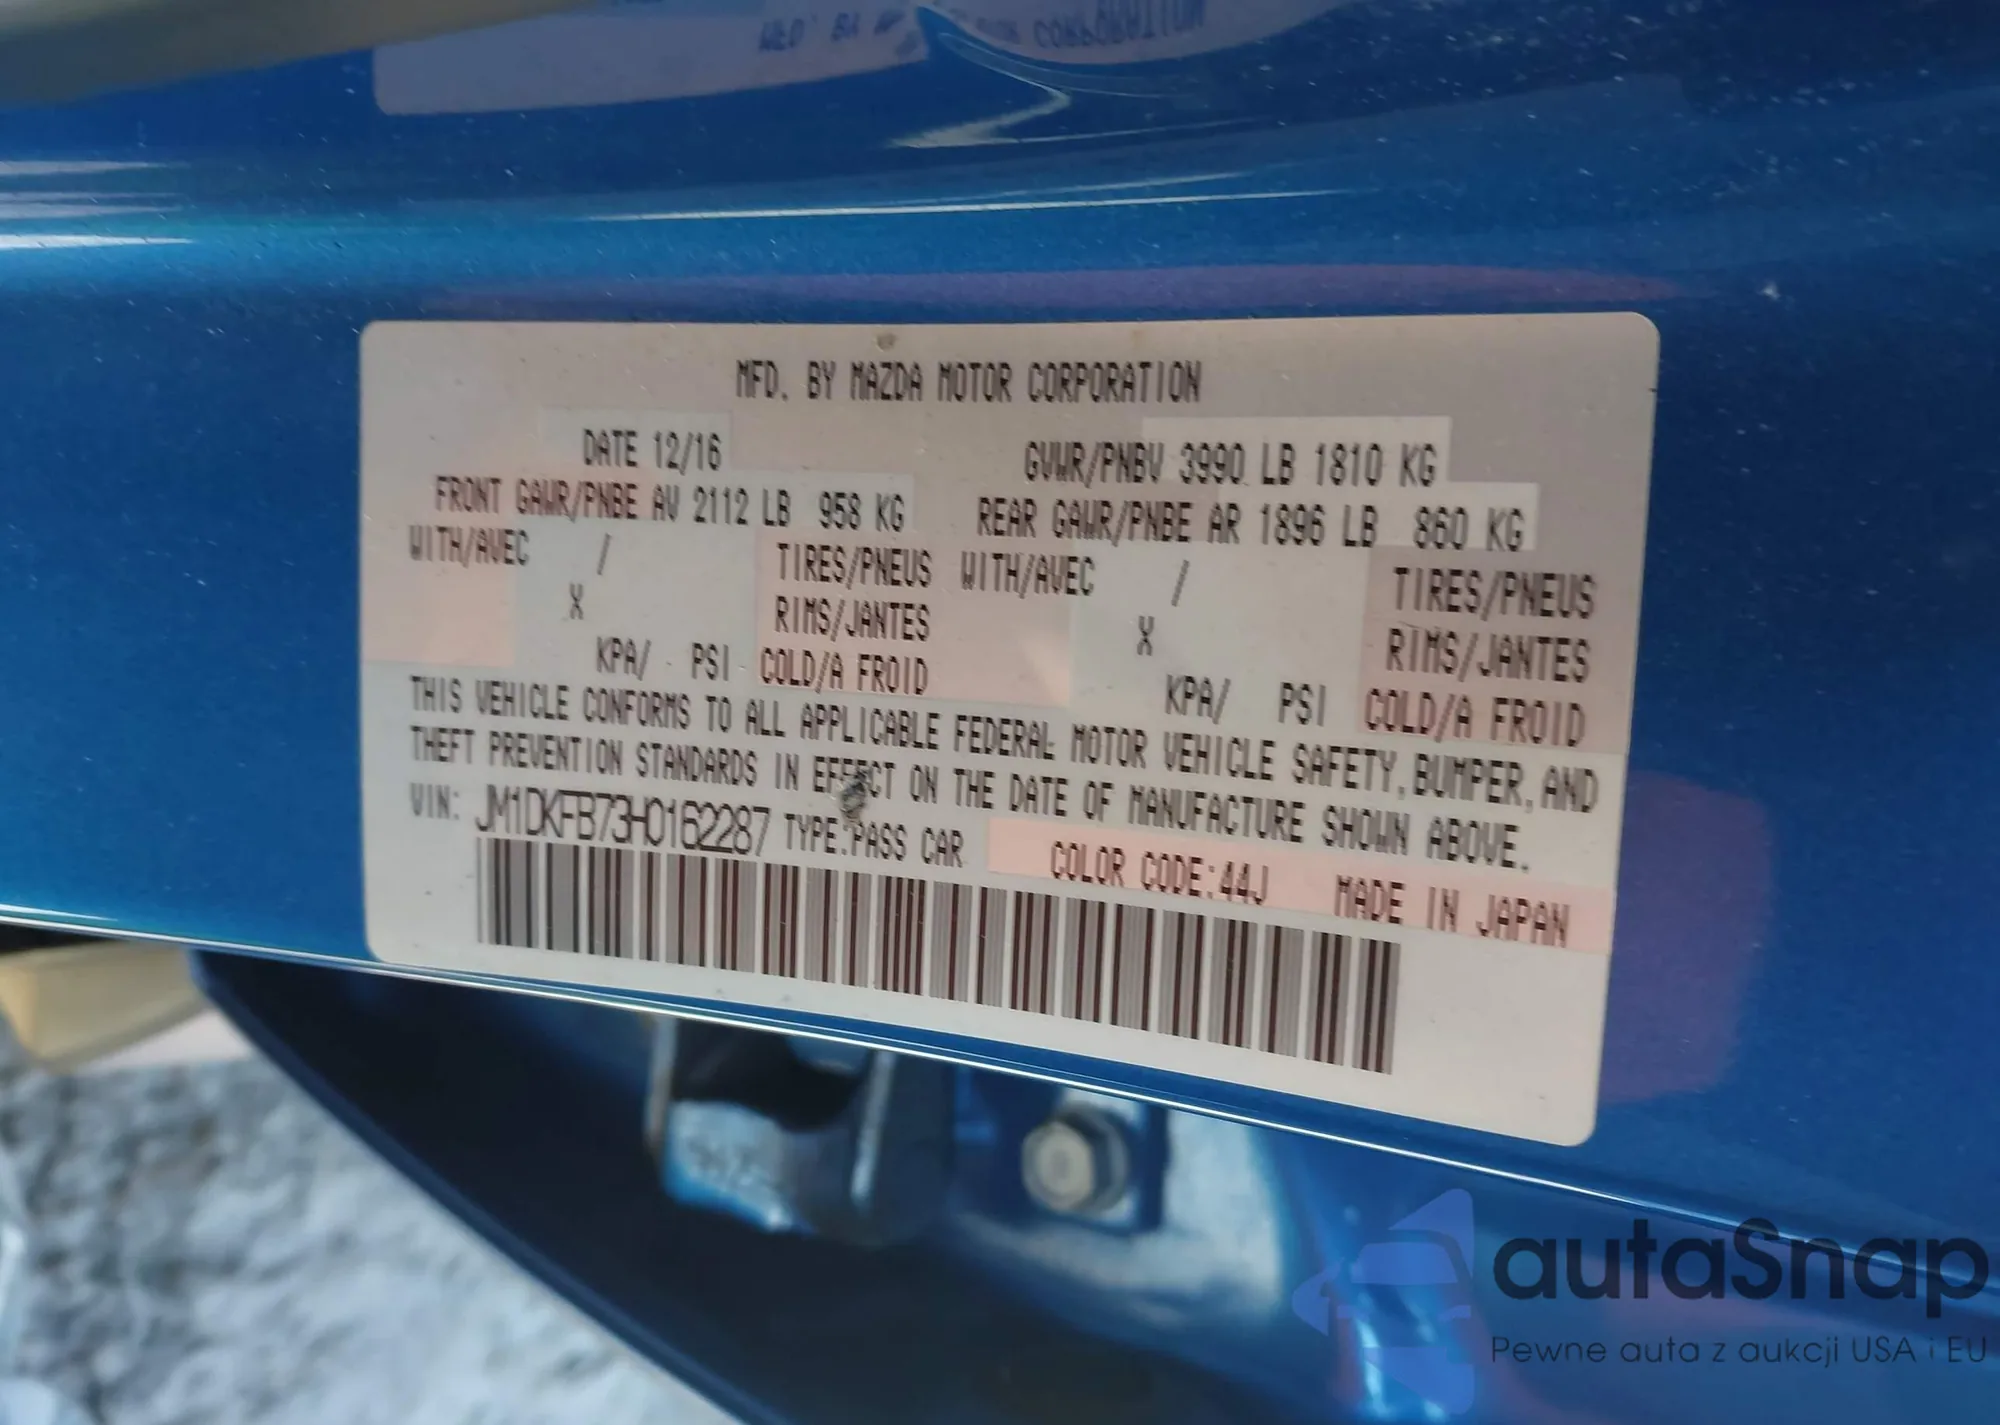 MFD. BY MAZDA MOTOR CORPORATION
DATE 12/16 GVWR/PNBV 3990 LB 1810 KG
FRONT GAWR/PNBE AV 2112 LB 958 KG REAR GAWR/PNBE AR 1896 LB 860 KG
WITH/AVEC / TIRES/PNEUS WITH/AVEC / TIRES/PNEUS
X RIMS/JANTES X RIMS/JANTES
KPA/ PSI COLD/A FROID KPA/ PSI COLD/A FROID
THIS VEHICLE CONFORMS TO ALL APPLICABLE FEDERAL MOTOR VEHICLE SAFETY, BUMPER, AND
THEFT PREVENTION STANDARDS IN EFFECT ON THE DATE OF MANUFACTURE SHOWN ABOVE.
VIN: JM1DKFB73H0162287 TYPE:PASS CAR COLOR CODE:44J MADE IN JAPAN
autaSnap
Pewne auta z aukcji USA i EU